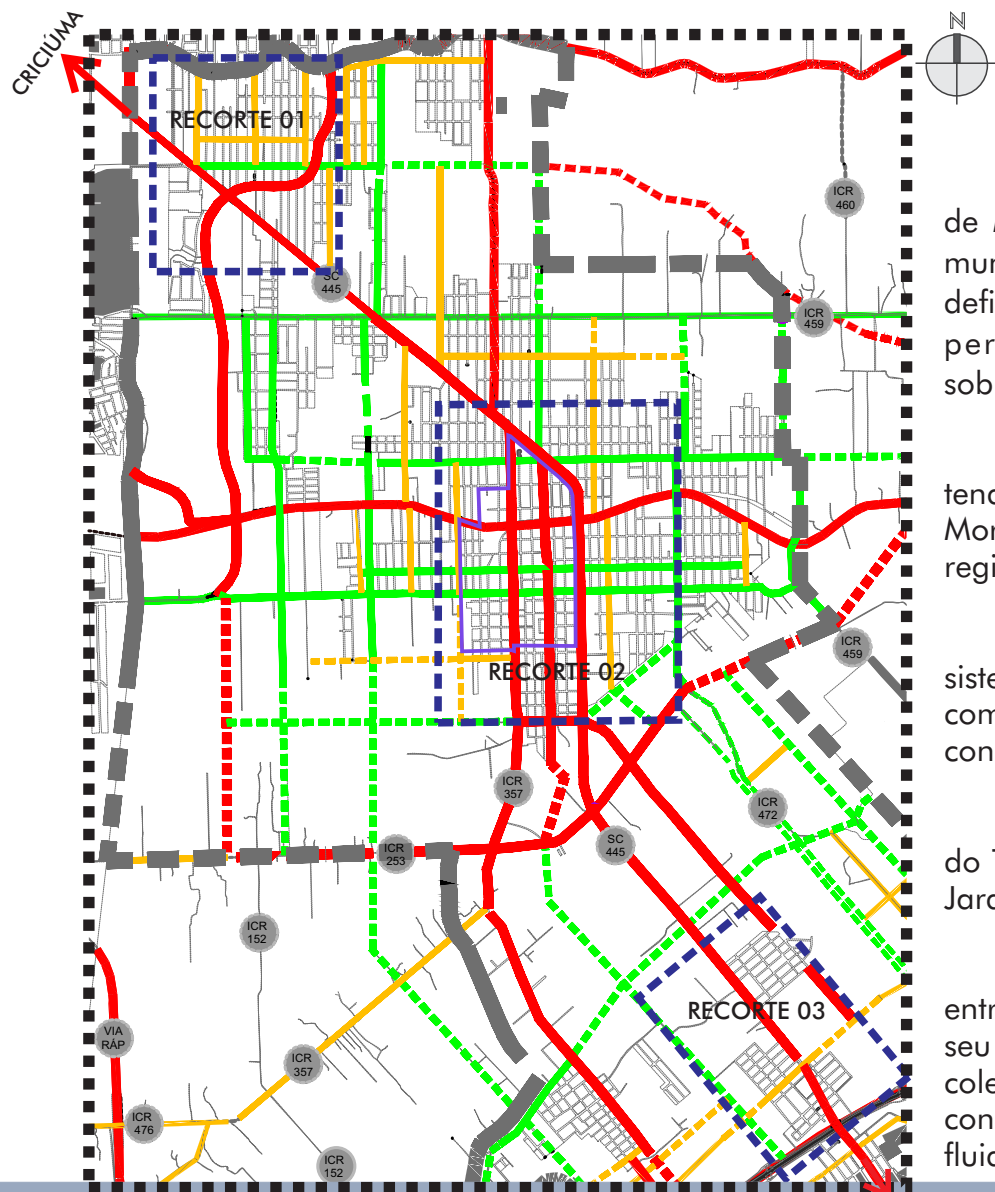 N
CRICIÚMA
RECORTE 01
ICR
460
de
mun
SC
445
defi
ICR
459
per
sob
tend
Mor
regi
ICR
459
RECORTE 02
siste
com
con
ICR
357
ICR
472
SC
445
ICR
253
do
Jard
ICR
152
RECORTE 03
entr
VIA
RÁP
seu
ICR
357
cole
ICR
476
con
ICR
152
fluid